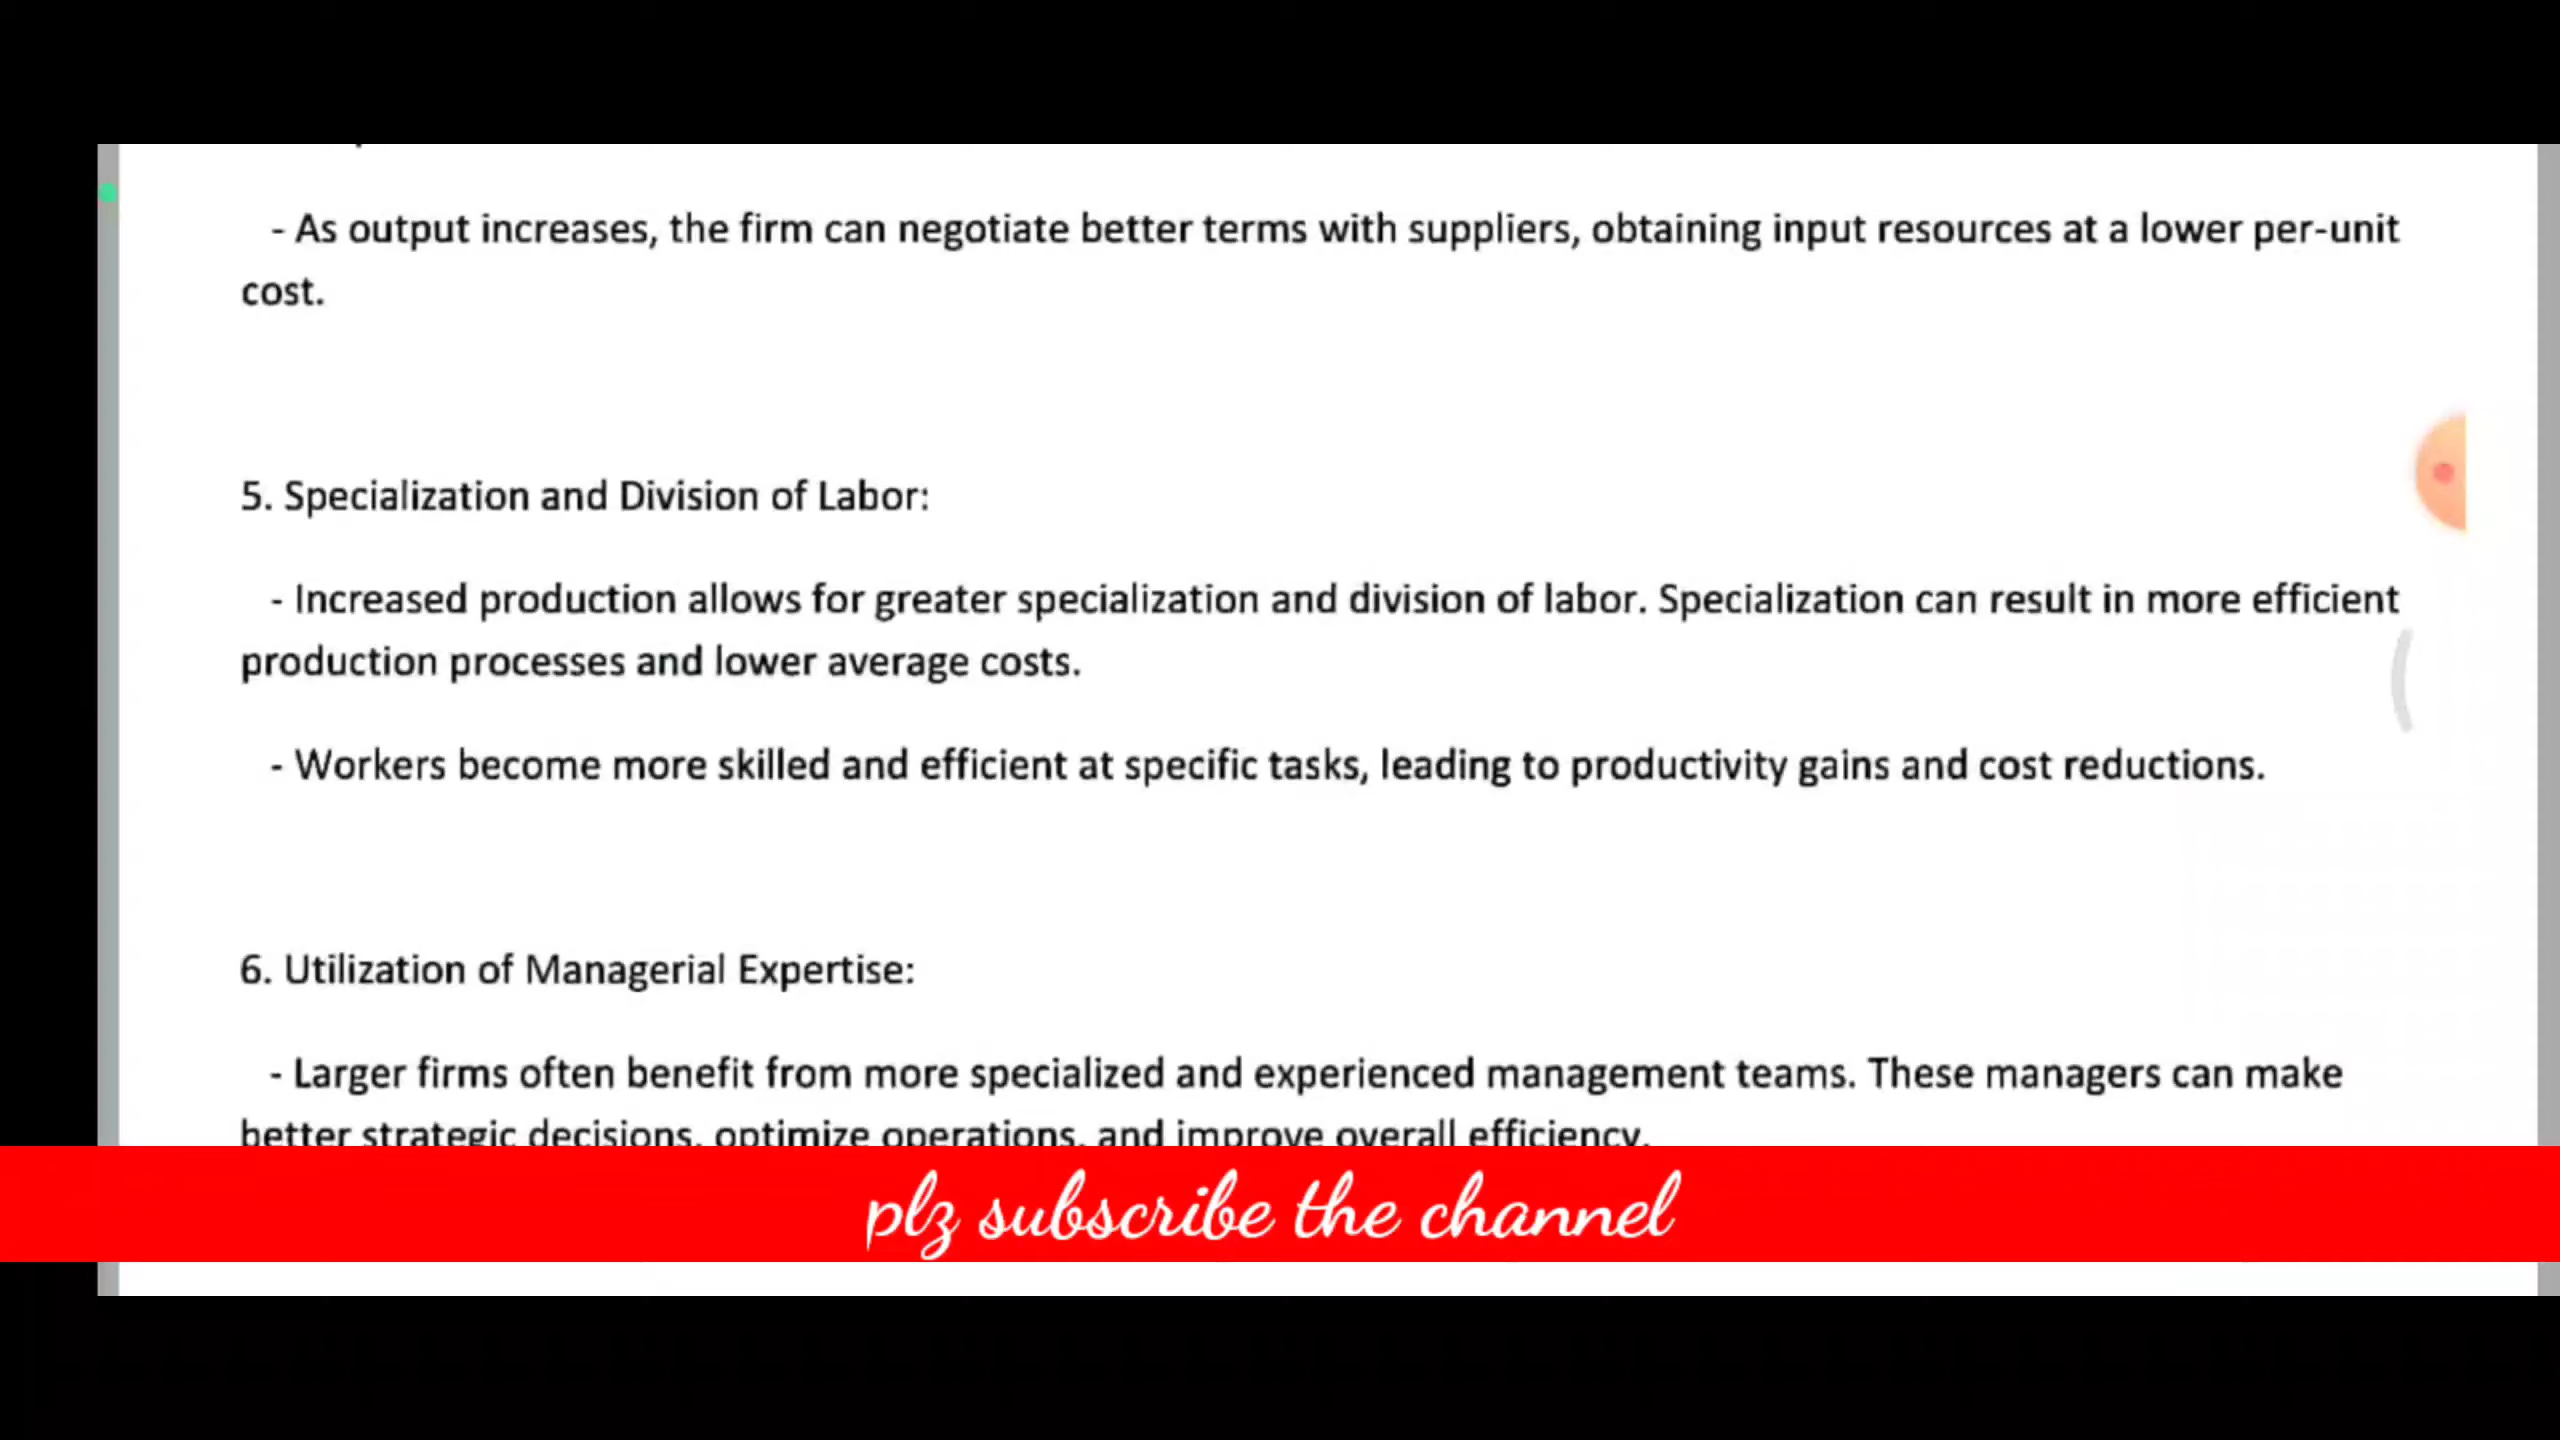 - As output increases, the firm can negotiate better terms with suppliers, obtaining input resources at a lower per-unit
cost.
5. Specialization and Division of Labor:
- Increased production allows for greater specialization and division of labor. Specialization can result in more efficient
production processes and lower average costs.
- Workers become more skilled and efficient at specific tasks, leading to productivity gains and cost reductions.
6. Utilization of Managerial Expertise:
- Larger firms often benefit from more specialized and experienced management teams. These managers can make
better strategic decisions, optimize operations, and improve overall efficiency.
plz subscribe the channel